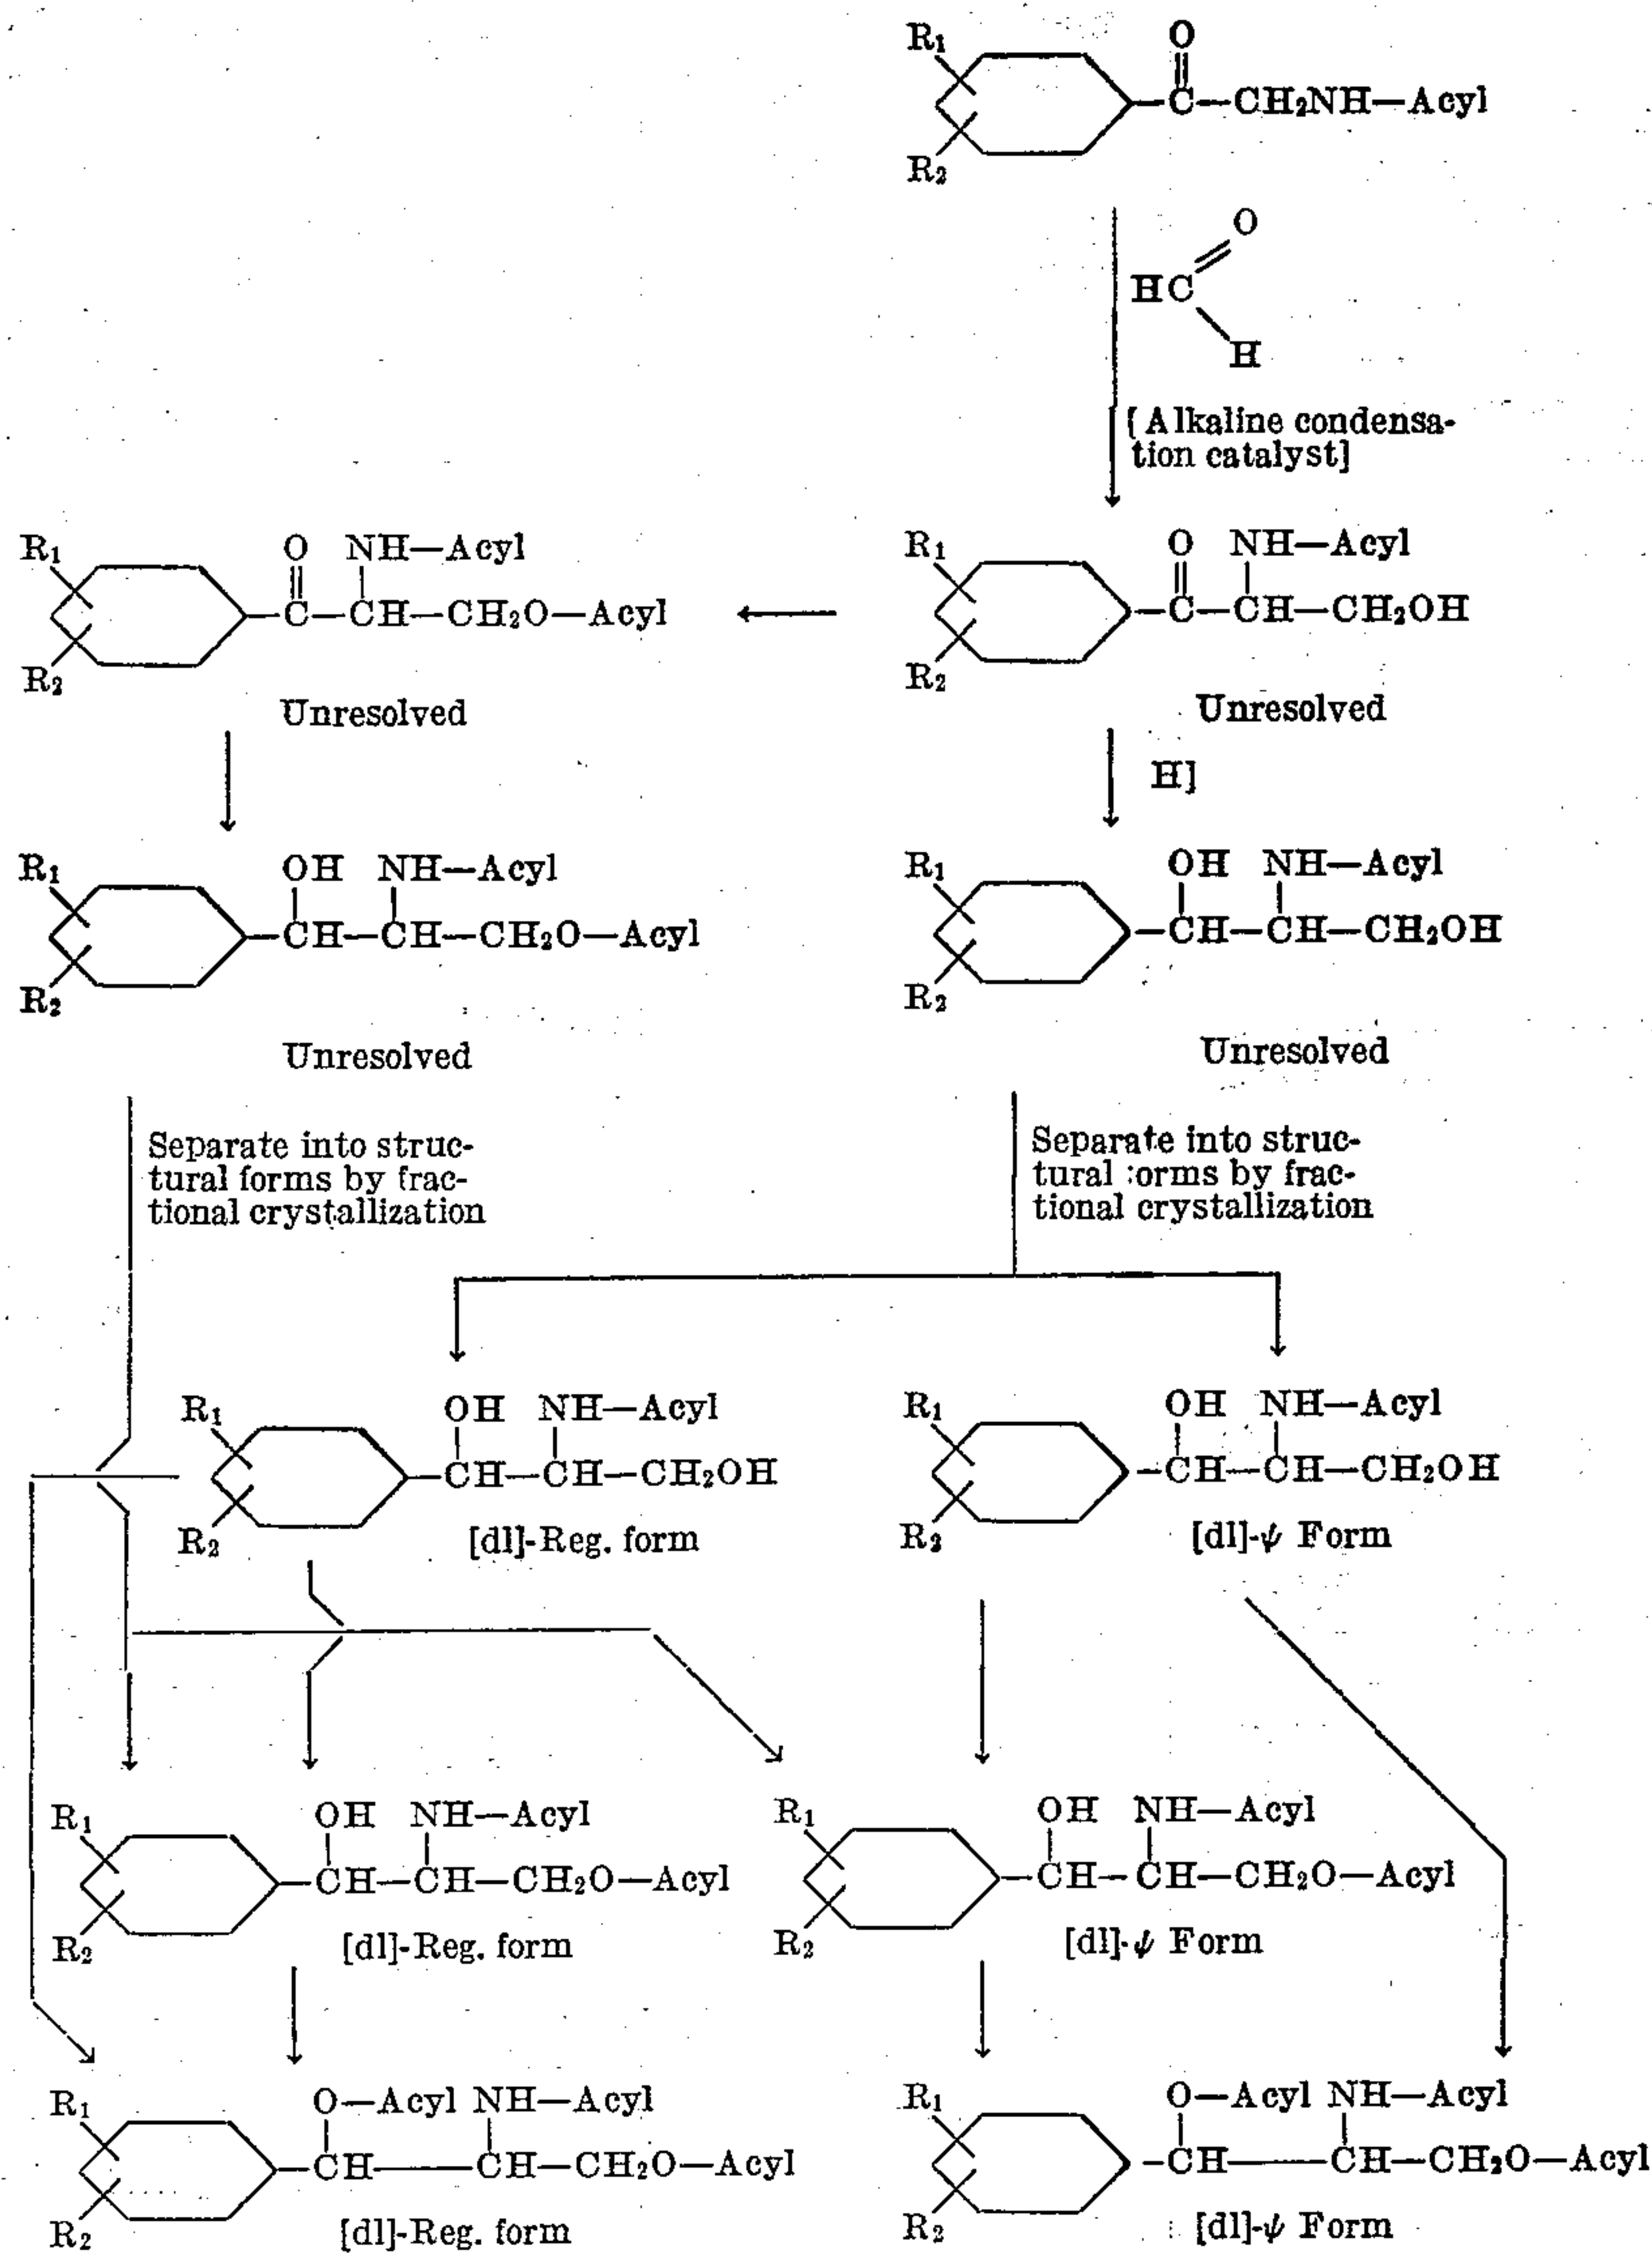 R₁
O
C—CH₂NH—Acyl
R₂
O
HC
H
[Alkaline condensa-
tion catalyst]
R₁ O NH—Acyl
C—CH—CH₂O—Acyl
R₂
Unresolved
R₁ O NH—Acyl
C—CH—CH₂OH
R₂
Unresolved
H]
R₁ OH NH—Acyl
CH—CH—CH₂O—Acyl
R₂
Unresolved
R₁ OH NH—Acyl
CH—CH—CH₂OH
R₂
Unresolved
Separate into struc-
tural forms by frac-
tional crystallization
Separate into struc-
tural :orms by frac-
tional crystallization
R₁ OH NH—Acyl
CH—CH—CH₂OH
R₂
[dl]-Reg. form
R₁ OH NH—Acyl
CH—CH—CH₂OH
R₂
[dl]-ψ Form
R₁ OH NH—Acyl
CH—CH—CH₂O—Acyl
R₂
[dl]-Reg. form
R₁ OH NH—Acyl
CH—CH—CH₂O—Acyl
R₂
[dl]-ψ Form
R₁ O—Acyl NH—Acyl
CH—CH—CH₂O—Acyl
R₂
[dl]-Reg. form
R₁ O—Acyl NH—Acyl
CH—CH—CH₂O—Acyl
R₂
[dl]-ψ Form